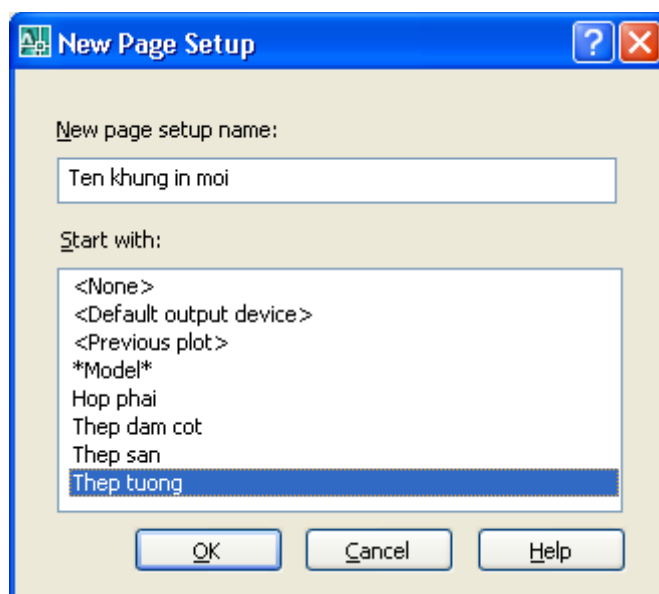 New Page Setup
New page setup name:
Ten khung in moi
Start with:
<None>
<Default output device>
<Previous plot>
*Model*
Hop phai
Thep dam cot
Thep san
Thep tuong
OK Cancel Help